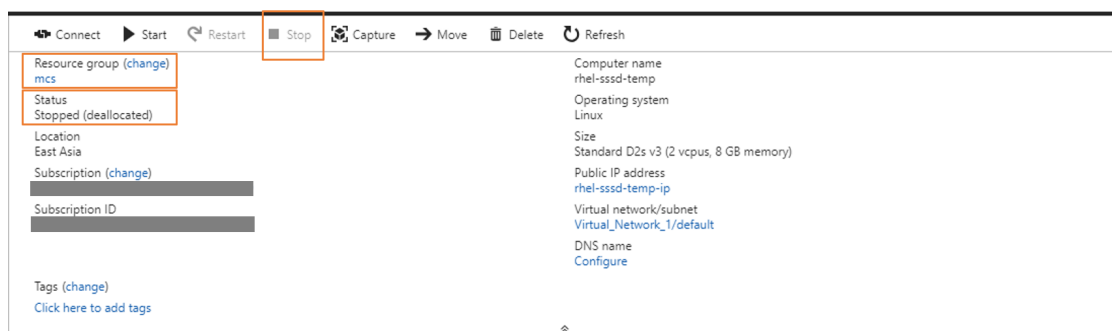 Connect Start Restart Stop Capture Move Delete Refresh
Resource group (change)
mcs
Status
Stopped (deallocated)
Location
East Asia
Subscription (change)
Subscription ID
Tags (change)
Click here to add tags
Computer name
rhel-sssd-temp
Operating system
Linux
Size
Standard D2s v3 (2 vcpus, 8 GB memory)
Public IP address
rhel-sssd-temp-ip
Virtual network/subnet
Virtual_Network_1/default
DNS name
Configure